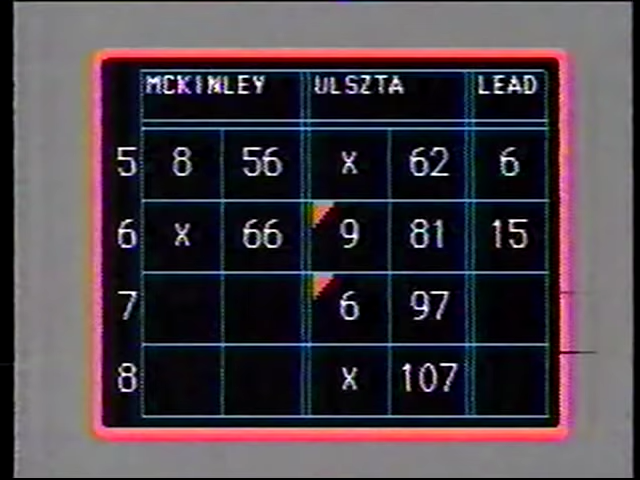 MCKINLEY ULSZTA LEAD
5 8 56 X 62 6
6 X 66 9 81 15
7 6 97
8 X 107